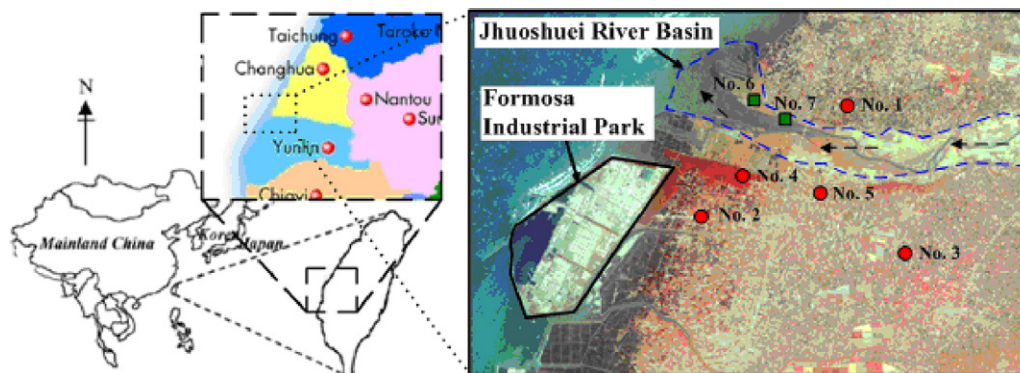 N
Mainland China
Korea
Japan
Taichung
Changhua
Nantou
Yunlin
Chiayi
Jhuoshuei River Basin
Formosa
Industrial Park
No. 6
No. 7
No. 1
No. 4
No. 5
No. 2
No. 3